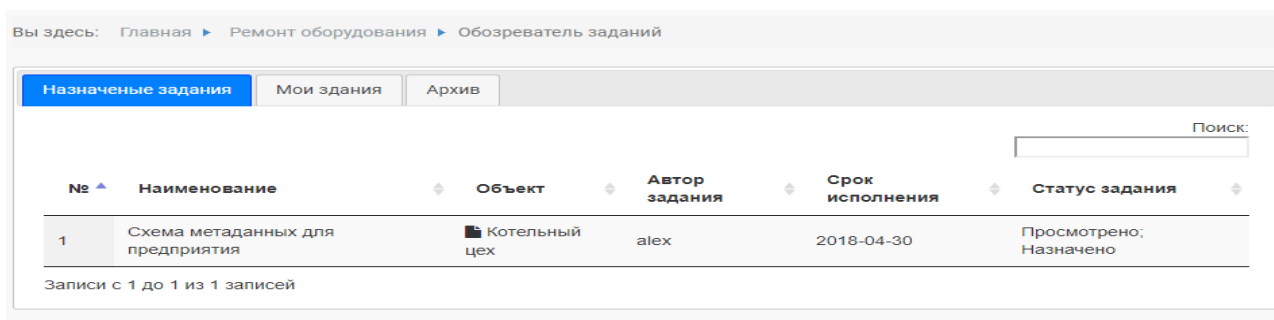 Вы здесь: Главная ▸ Ремонт оборудования ▸ Обозреватель заданий
Назначеные задания Мои здания Архив
Поиск:
№ Наименование Объект Автор задания Срок исполнения Статус задания
1 Схема метаданных для предприятия Котельный цех alex 2018-04-30 Просмотрено; Назначено
Записи с 1 до 1 из 1 записей